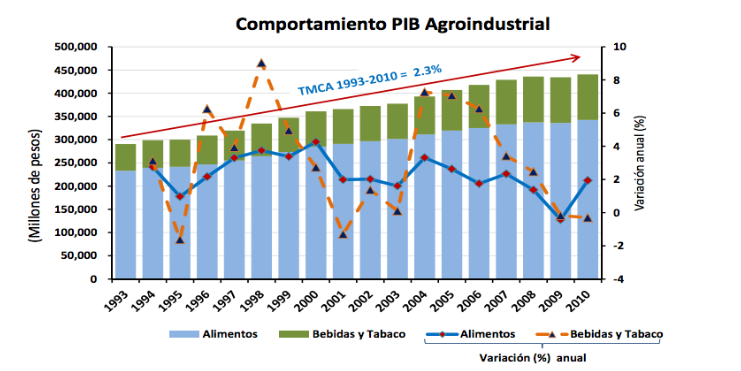 Comportamiento PIB Agroindustrial
(Millones de pesos)
500,000
450,000
400,000
350,000
300,000
250,000
200,000
150,000
100,000
50,000
0
TMCA 1993-2010 = 2.3%
10
8
6
4
2
0
-2
-4
Variación anual (%)
1993 1994 1995 1996 1997 1998 1999 2000 2001 2002 2003 2004 2005 2006 2007 2008 2009 2010
Alimentos Bebidas y Tabaco Alimentos Bebidas y Tabaco
Variación (%) anual